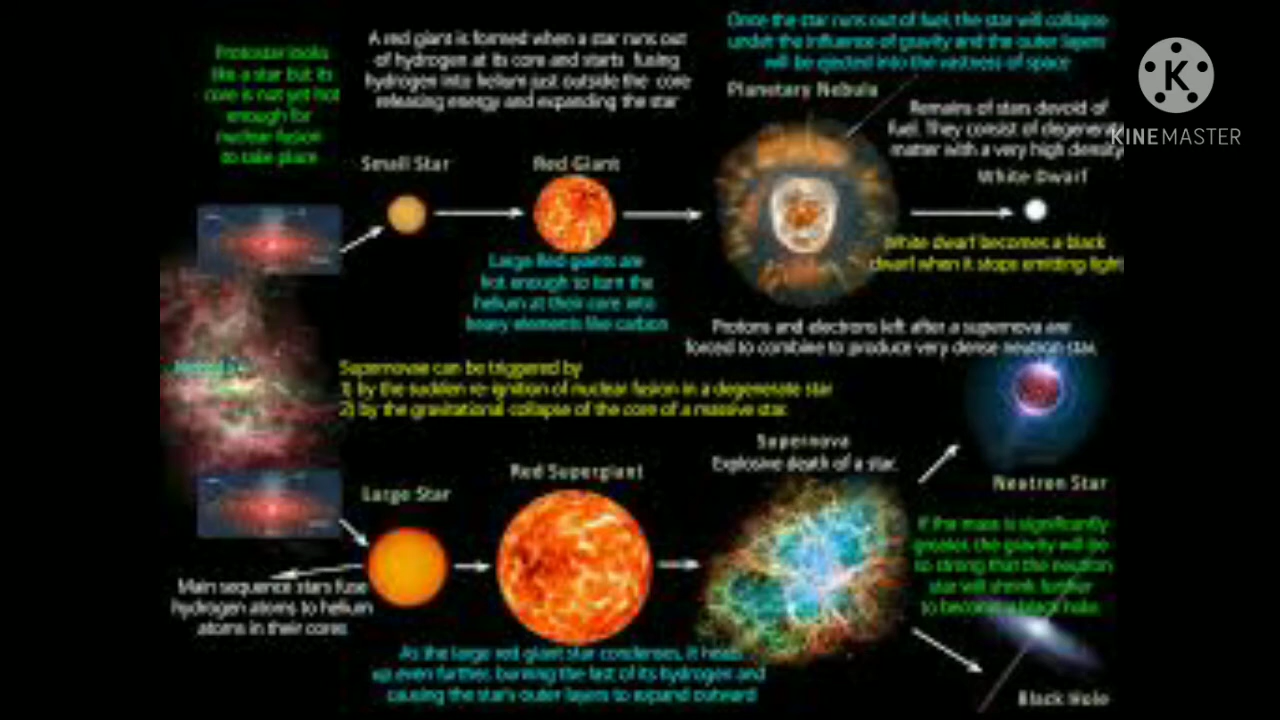 Protostar looks
like a star but its
core is not yet hot
enough for
nuclear fusion
to take place
A red giant is formed when a star runs out
of hydrogen at its core and starts fusing
hydrogen into helium just outside the core
releasing energy and expanding the star
Once the star runs out of fuel, the star will collapse
under the influence of gravity and the outer layers
will be ejected into the vastness of space
Planetary Nebula
Remains of stars devoid of
fuel. They consist of degenerate
matter with a very high density
KINEMASTER
Small Star
Red Giant
White Dwarf
Large Red giants are
hot enough to turn the
helium at their core into
heavy elements like carbon
White dwarf becomes a black
dwarf when it stops emitting light
Protons and electrons left after a supernova are
forced to combine to produce very dense neutron star.
Supernovae can be triggered by
1) by the sudden re-ignition of nuclear fusion in a degenerate star
2) by the gravitational collapse of the core of a massive star.
Supernova
Explosive death of a star.
Neutron Star
Large Star
Red Supergiant
If the mass is significantly
greater, the gravity will be
so strong that the neutron
star will shrink further
to become a black hole.
Main sequence stars fuse
hydrogen atoms to helium
atoms in their cores
As the large red giant star condenses, it heats
up even further, burning the last of its hydrogen and
causing the star's outer layers to expand outward
Black Hole